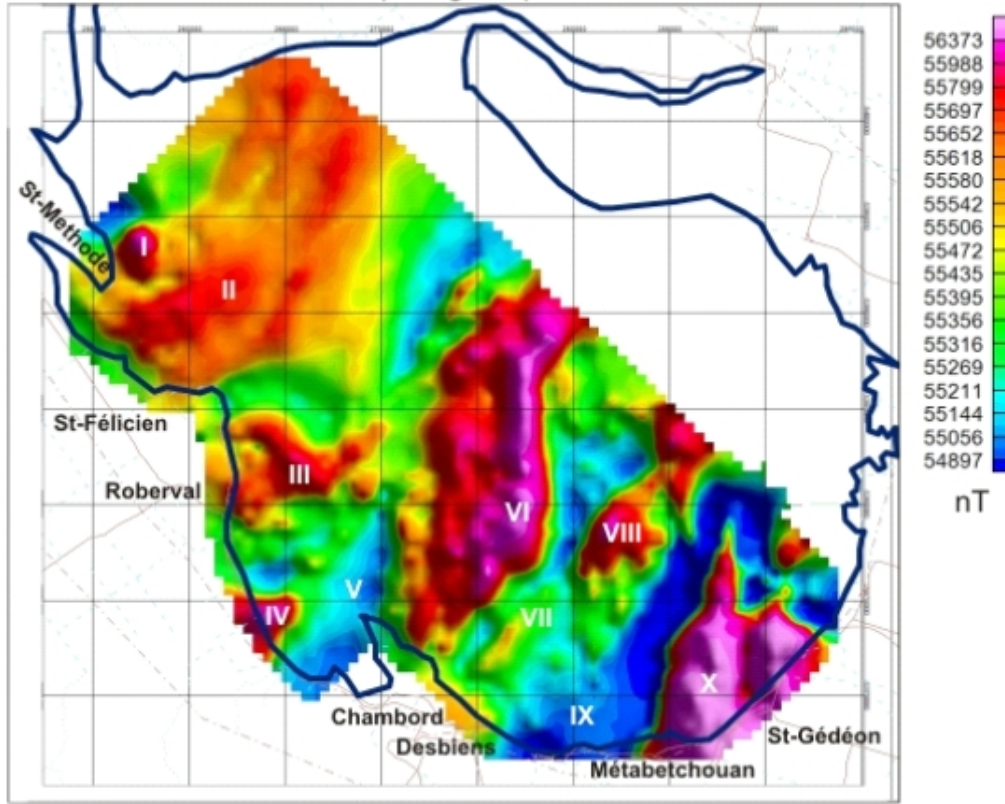 St-Methode
I
II
St-Félicien
III
Roberval
VI
VIII
V
IV
VII
X
IX
Chambord
St-Gédéon
Desbiens
Métabetchouan
56373
55988
55799
55697
55652
55618
55580
55542
55506
55472
55435
55395
55356
55316
55269
55211
55144
55056
54897
nT